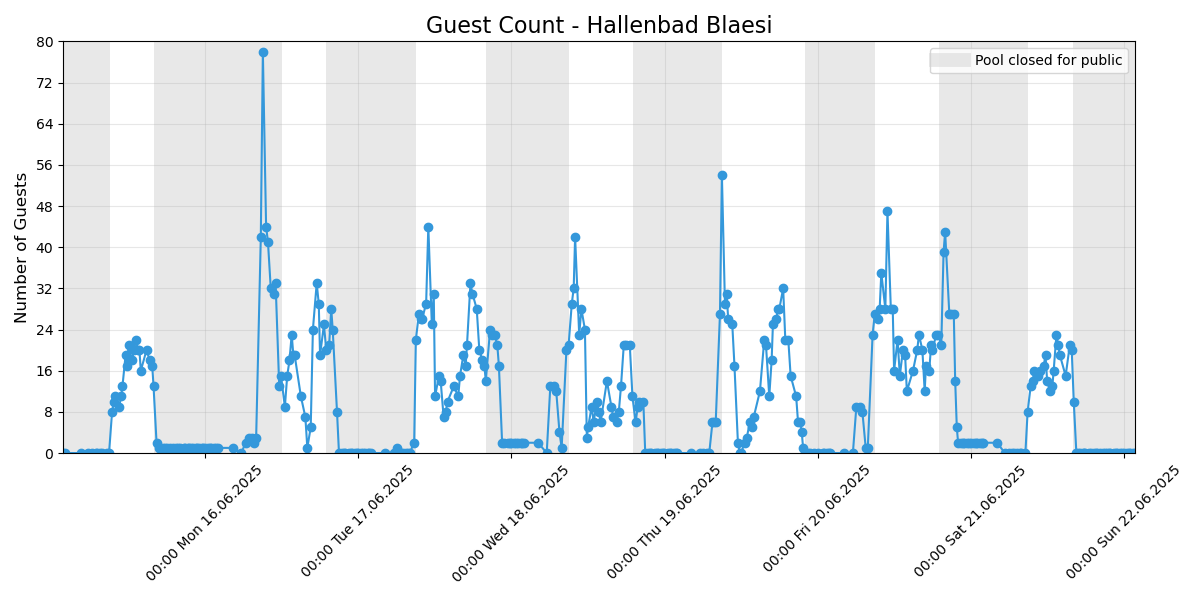 Guest Count - Hallenbad Blaesi
Pool closed for public
Number of Guests
80
72
64
56
48
40
32
24
16
8
0
00:00 Mon 16.06.2025
00:00 Tue 17.06.2025
00:00 Wed 18.06.2025
00:00 Thu 19.06.2025
00:00 Fri 20.06.2025
00:00 Sat 21.06.2025
00:00 Sun 22.06.2025